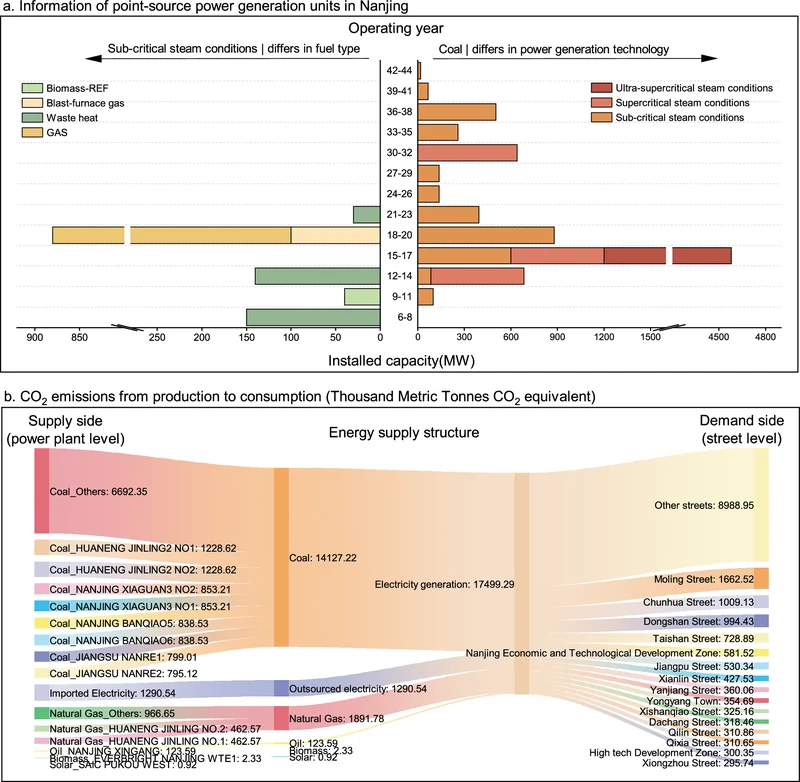 a. Information of point-source power generation units in Nanjing
Operating year
Sub-critical steam conditions | differs in fuel type
Coal | differs in power generation technology
Biomass-REF
Blast-furnace gas
Waste heat
GAS
Ultra-supercritical steam conditions
Supercritical steam conditions
Sub-critical steam conditions
42-44
39-41
36-38
33-35
30-32
27-29
24-26
21-23
18-20
15-17
12-14
9-11
6-8
900 850 250 200 150 100 50 0 0 300 600 900 1200 1500 4500 4800
Installed capacity(MW)
b. CO2 emissions from production to consumption (Thousand Metric Tonnes CO2 equivalent)
Supply side
(power plant level)
Energy supply structure
Demand side
(street level)
Coal_Others: 6692.35
Coal_HUANENG JINLING2 NO1: 1228.62
Coal_HUANENG JINLING2 NO2: 1228.62
Coal_NANJING XIAGUAN3 NO2: 853.21
Coal_NANJING XIAGUAN3 NO1: 853.21
Coal_NANJING BANQIAO5: 838.53
Coal_NANJING BANQIAO6: 838.53
Coal_JIANGSU NANRE1: 799.01
Coal_JIANGSU NANRE2: 795.12
Imported Electricity: 1290.54
Natural Gas_Others: 966.65
Natural Gas_HUANENG JINLING NO.2: 462.57
Natural Gas_HUANENG JINLING NO.1: 462.57
Oil_NANJING XINGANG: 123.59
Biomass_EVERBRIGHT NANJING WTE1: 2.33
Solar_SAIC PUKOU WEST: 0.92
Coal: 14127.22
Outsourced electricity: 1290.54
Natural Gas: 1891.78
Oil: 123.59
Biomass: 2.33
Solar: 0.92
Electricity generation: 17499.29
Other streets: 8988.95
Moling Street: 1662.52
Chunhua Street: 1009.13
Dongshan Street: 994.43
Taishan Street: 728.89
Nanjing Economic and Technological Development Zone: 581.52
Jiangpu Street: 530.34
Xianlin Street: 427.53
Yanjiang Street: 360.06
Yongyang Town: 354.69
Xishanqiao Street: 325.16
Dachang Street: 318.46
Qilin Street: 310.86
Qixia Street: 310.65
High tech Development Zone: 300.35
Xiongzhou Street: 295.74